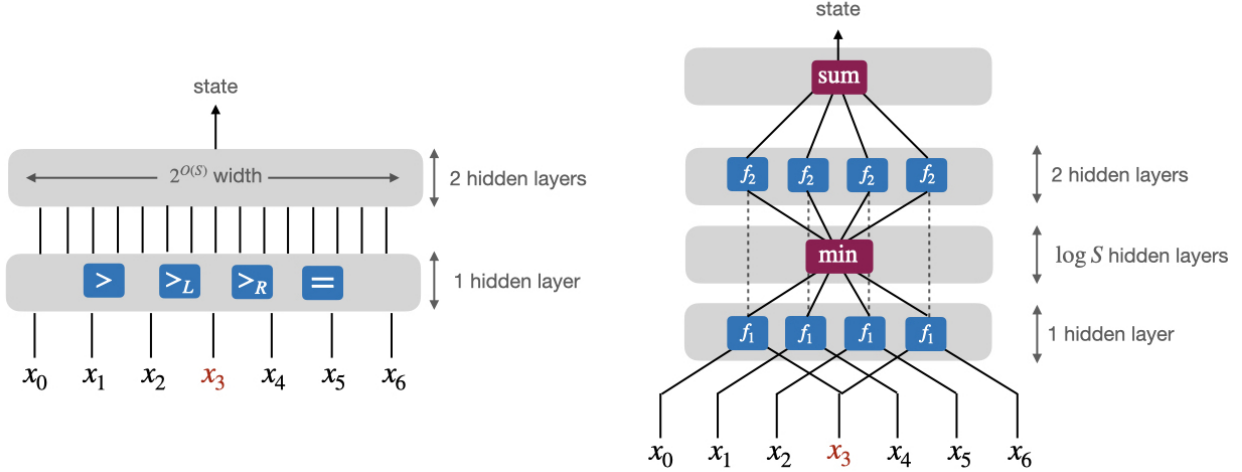 state
2^{O(S)} width
2 hidden layers
> >_L >_R =
1 hidden layer
x_0 x_1 x_2 x_3 x_4 x_5 x_6
state
sum
f_2 f_2 f_2 f_2
2 hidden layers
min
log S hidden layers
f_1 f_1 f_1 f_1
1 hidden layer
x_0 x_1 x_2 x_3 x_4 x_5 x_6